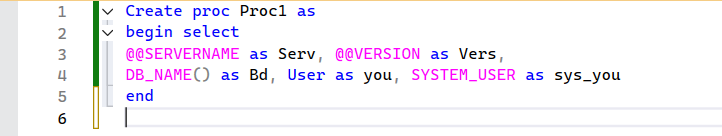 1 Create proc Proc1 as
2 begin select
3 @@SERVERNAME as Serv, @@VERSION as Vers,
4 DB_NAME() as Bd, User as you, SYSTEM_USER as sys_you
5 end
6